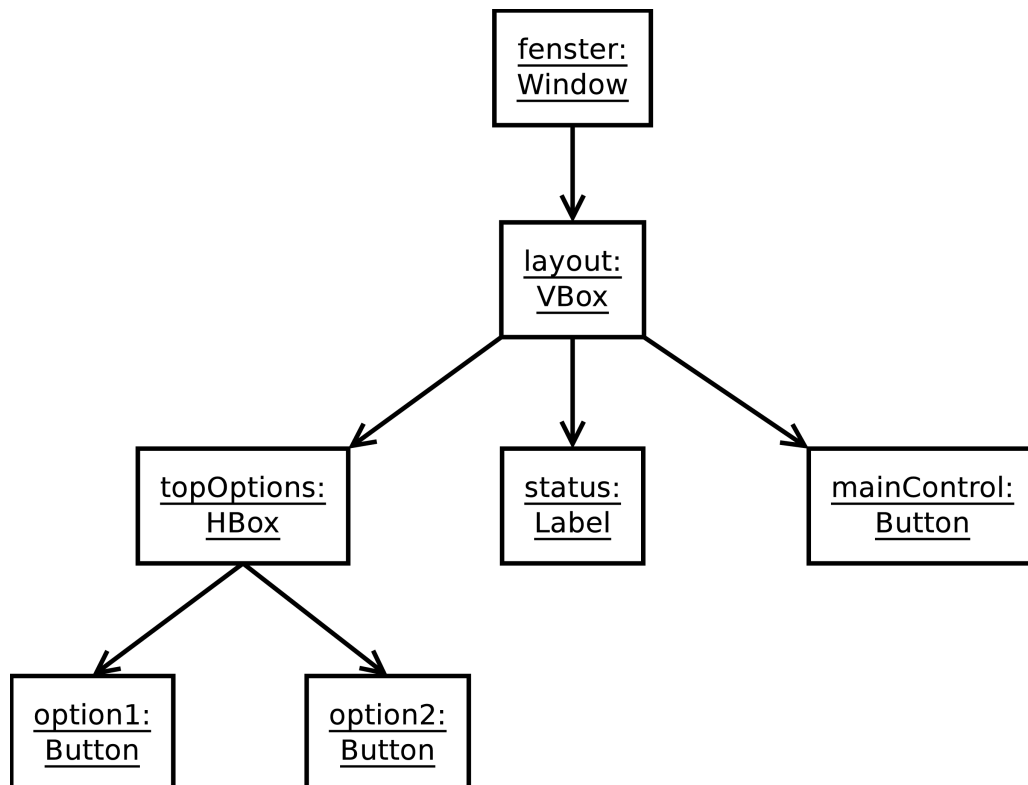 fenster:
Window
layout:
VBox
topOptions:
HBox
status:
Label
mainControl:
Button
option1:
Button
option2:
Button